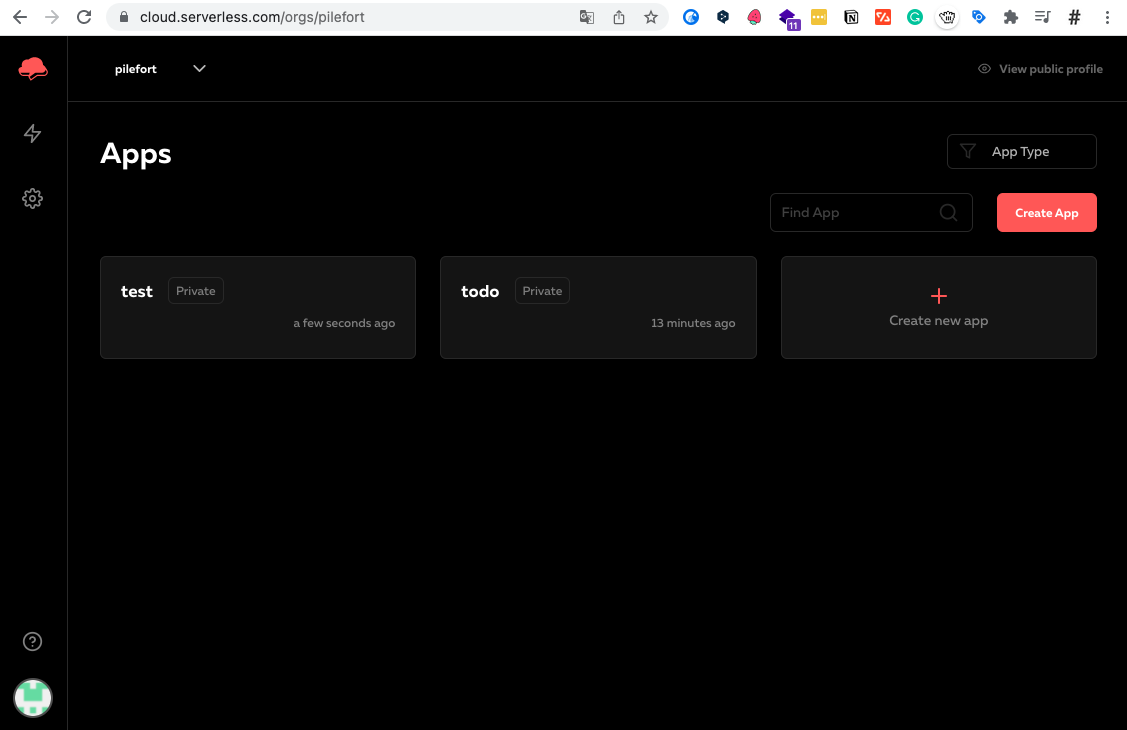 cloud.serverless.com/orgs/pilefort
11
pilefort
View public profile
Apps
App Type
Find App
Create App
test Private
a few seconds ago
todo Private
13 minutes ago
Create new app